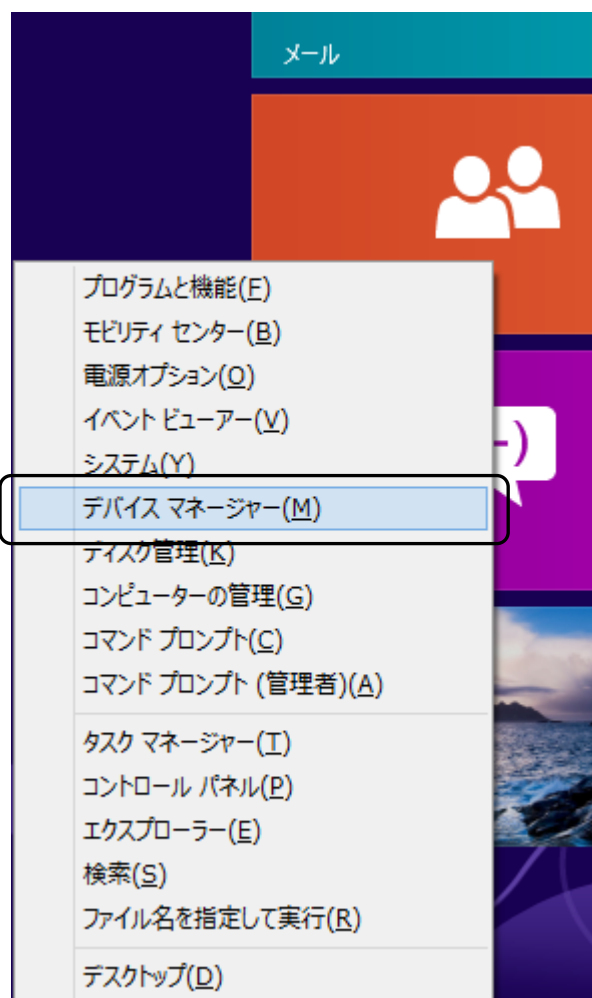 メール
プログラムと機能(F)
モビリティ センター(B)
電源オプション(O)
イベント ビューアー(V)
システム(Y)
デバイス マネージャー(M)
ディスク管理(K)
コンピューターの管理(G)
コマンド プロンプト(C)
コマンド プロンプト (管理者)(A)
タスク マネージャー(T)
コントロール パネル(P)
エクスプローラー(E)
検索(S)
ファイル名を指定して実行(R)
デスクトップ(D)